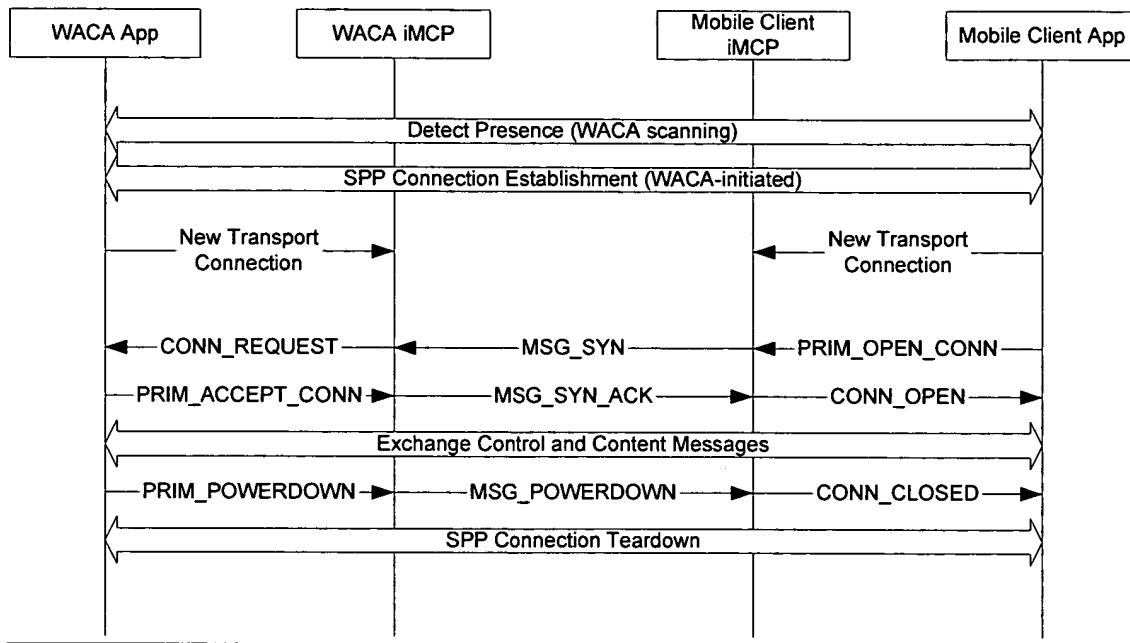 WACA App
WACA iMCP
Mobile Client
iMCP
Mobile Client App
Detect Presence (WACA scanning)
SPP Connection Establishment (WACA-initiated)
New Transport
Connection
New Transport
Connection
CONN_REQUEST
MSG_SYN
PRIM_OPEN_CONN
PRIM_ACCEPT_CONN
MSG_SYN_ACK
CONN_OPEN
Exchange Control and Content Messages
PRIM_POWERDOWN
MSG_POWERDOWN
CONN_CLOSED
SPP Connection Teardown